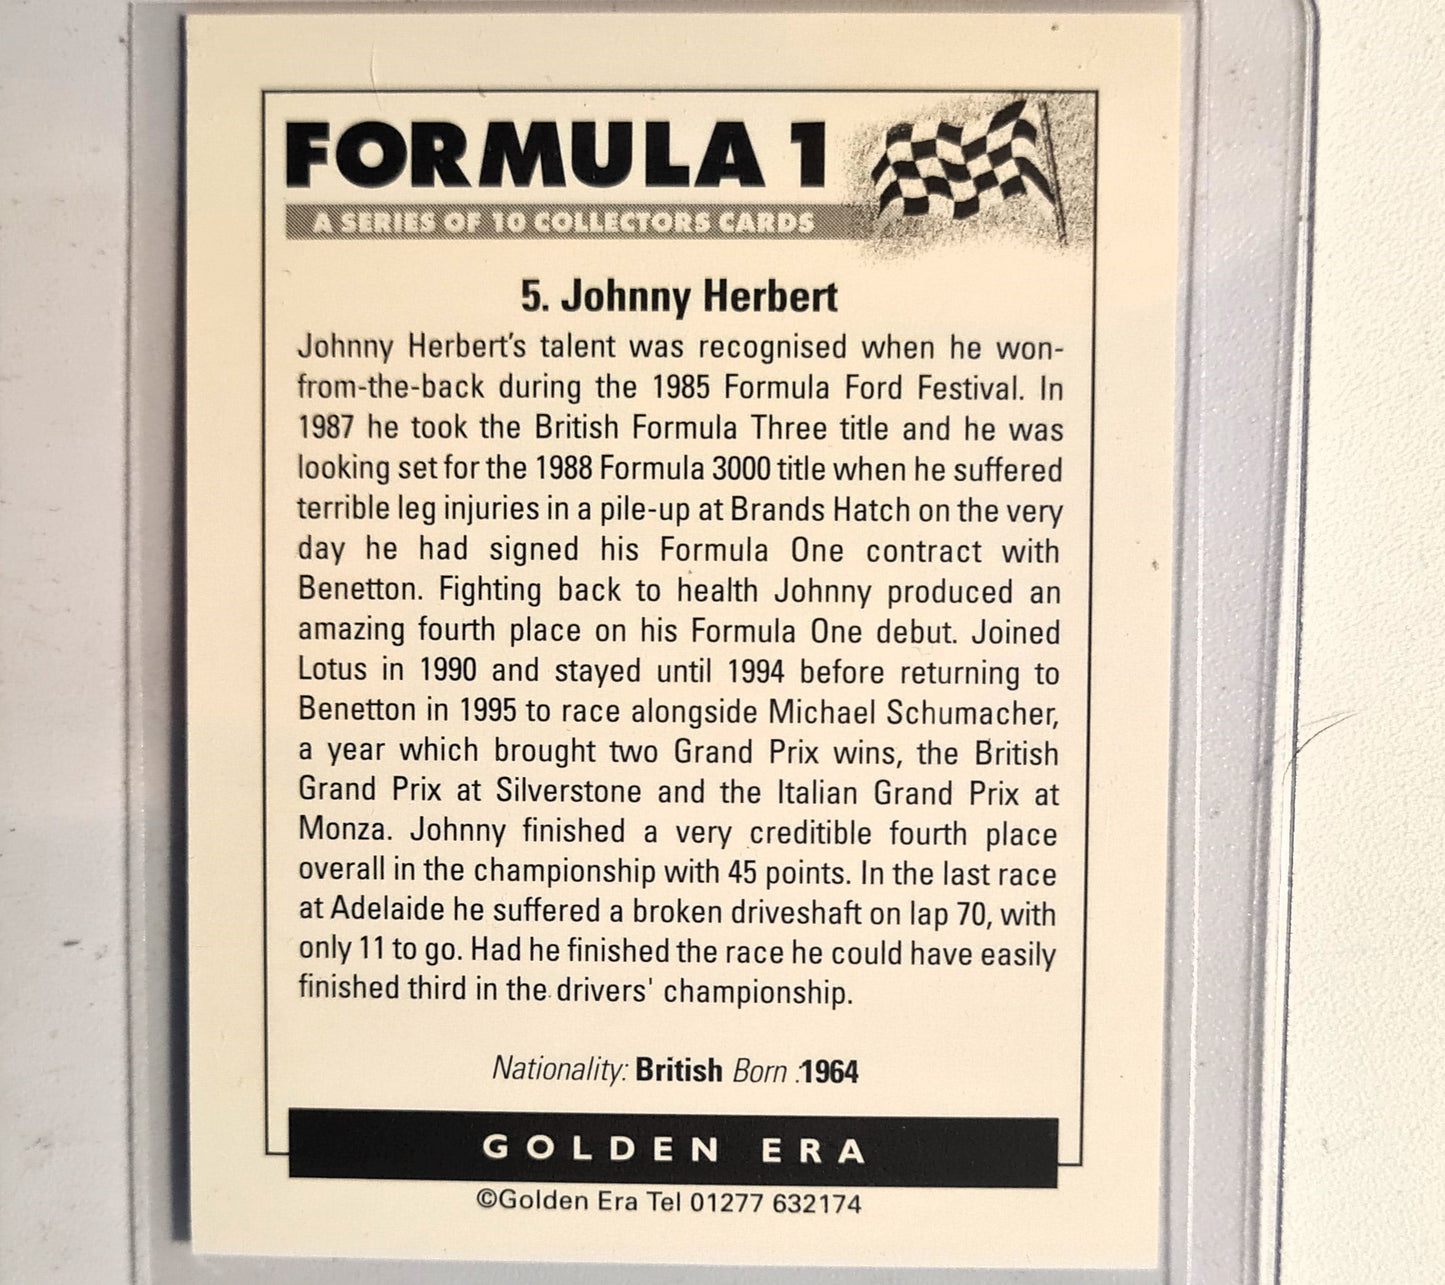 FORMULA 1
A SERIES OF 10 COLLECTORS CARDS
5. Johnny Herbert
Johnny Herbert's talent was recognised when he won-
from-the-back during the 1985 Formula Ford Festival. In
1987 he took the British Formula Three title and he was
looking set for the 1988 Formula 3000 title when he suffered
terrible leg injuries in a pile-up at Brands Hatch on the very
day he had signed his Formula One contract with
Benetton. Fighting back to health Johnny produced an
amazing fourth place on his Formula One debut. Joined
Lotus in 1990 and stayed until 1994 before returning to
Benetton in 1995 to race alongside Michael Schumacher,
a year which brought two Grand Prix wins, the British
Grand Prix at Silverstone and the Italian Grand Prix at
Monza. Johnny finished a very creditible fourth place
overall in the championship with 45 points. In the last race
at Adelaide he suffered a broken driveshaft on lap 70, with
only 11 to go. Had he finished the race he could have easily
finished third in the drivers' championship.
Nationality: British Born .1964
GOLDEN ERA
©Golden Era Tel 01277 632174